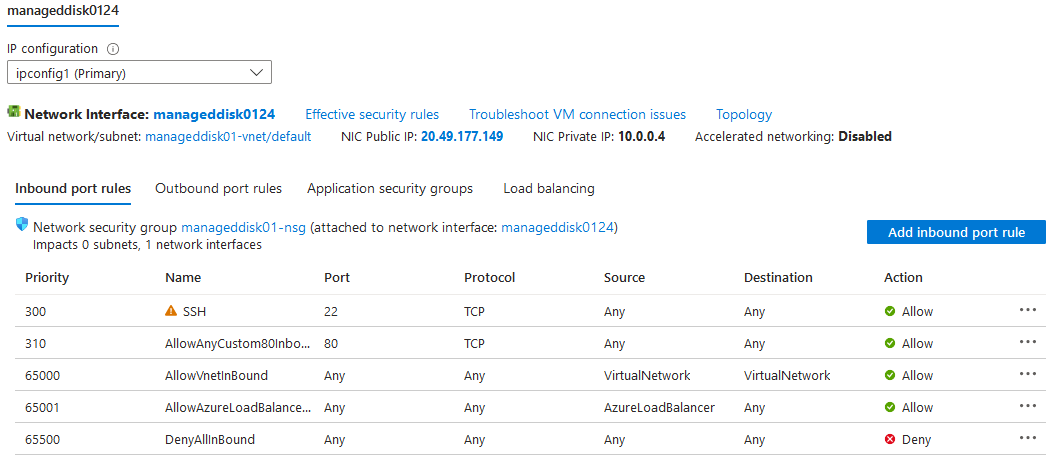 manageddisk0124
IP configuration
ipconfig1 (Primary)
Network Interface: manageddisk0124 Effective security rules Troubleshoot VM connection issues Topology
Virtual network/subnet: manageddisk01-vnet/default NIC Public IP: 20.49.177.149 NIC Private IP: 10.0.0.4 Accelerated networking: Disabled
Inbound port rules Outbound port rules Application security groups Load balancing
Network security group manageddisk01-nsg (attached to network interface: manageddisk0124)
Impacts 0 subnets, 1 network interfaces
Add inbound port rule
Priority Name Port Protocol Source Destination Action
300 SSH 22 TCP Any Any Allow
310 AllowAnyCustom80Inbo... 80 TCP Any Any Allow
65000 AllowVnetInBound Any Any VirtualNetwork VirtualNetwork Allow
65001 AllowAzureLoadBalance... Any Any AzureLoadBalancer Any Allow
65500 DenyAllInBound Any Any Any Any Deny